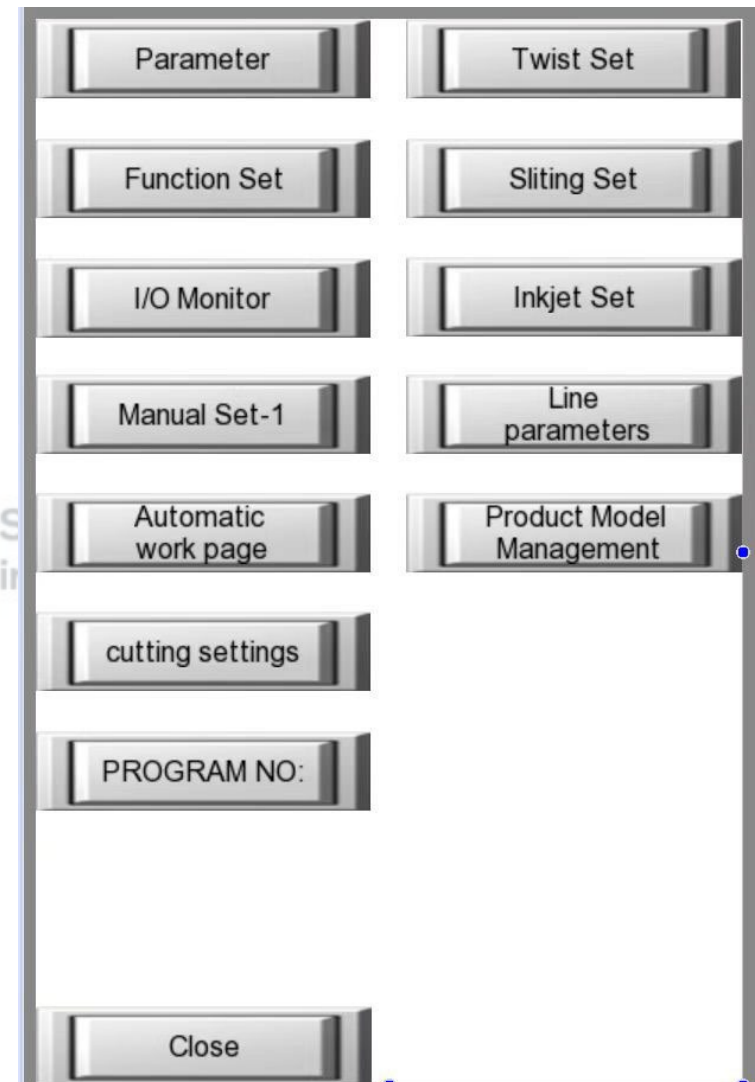 Parameter
Twist Set
Function Set
Sliting Set
I/O Monitor
Inkjet Set
Manual Set-1
Line
parameters
Automatic
work page
Product Model
Management
cutting settings
PROGRAM NO:
Close